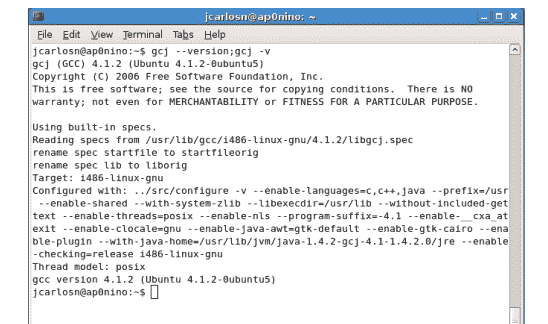 jcarlosn@ap0nino: ~
File Edit View Terminal Tabs Help
jcarlosn@ap0nino:~$ gcj --version;gcj -v
gcj (GCC) 4.1.2 (Ubuntu 4.1.2-0ubuntu5)
Copyright (C) 2006 Free Software Foundation, Inc.
This is free software; see the source for copying conditions.  There is NO
warranty; not even for MERCHANTABILITY or FITNESS FOR A PARTICULAR PURPOSE.

Using built-in specs.
Reading specs from /usr/lib/gcc/i486-linux-gnu/4.1.2/libgcj.spec
rename spec startfile to startfileorig
rename spec lib to liborig
Target: i486-linux-gnu
Configured with: ../src/configure -v --enable-languages=c,c++,java --prefix=/usr
 --enable-shared --with-system-zlib --libexecdir=/usr/lib --without-included-get
text --enable-threads=posix --enable-nls --program-suffix=-4.1 --enable-__cxa_at
exit --enable-clocale=gnu --enable-java-awt=gtk-default --enable-gtk-cairo --ena
ble-plugin --with-java-home=/usr/lib/jvm/java-1.4.2-gcj-4.1-1.4.2.0/jre --enable
-checking=release i486-linux-gnu
Thread model: posix
gcc version 4.1.2 (Ubuntu 4.1.2-0ubuntu5)
jcarlosn@ap0nino:~$